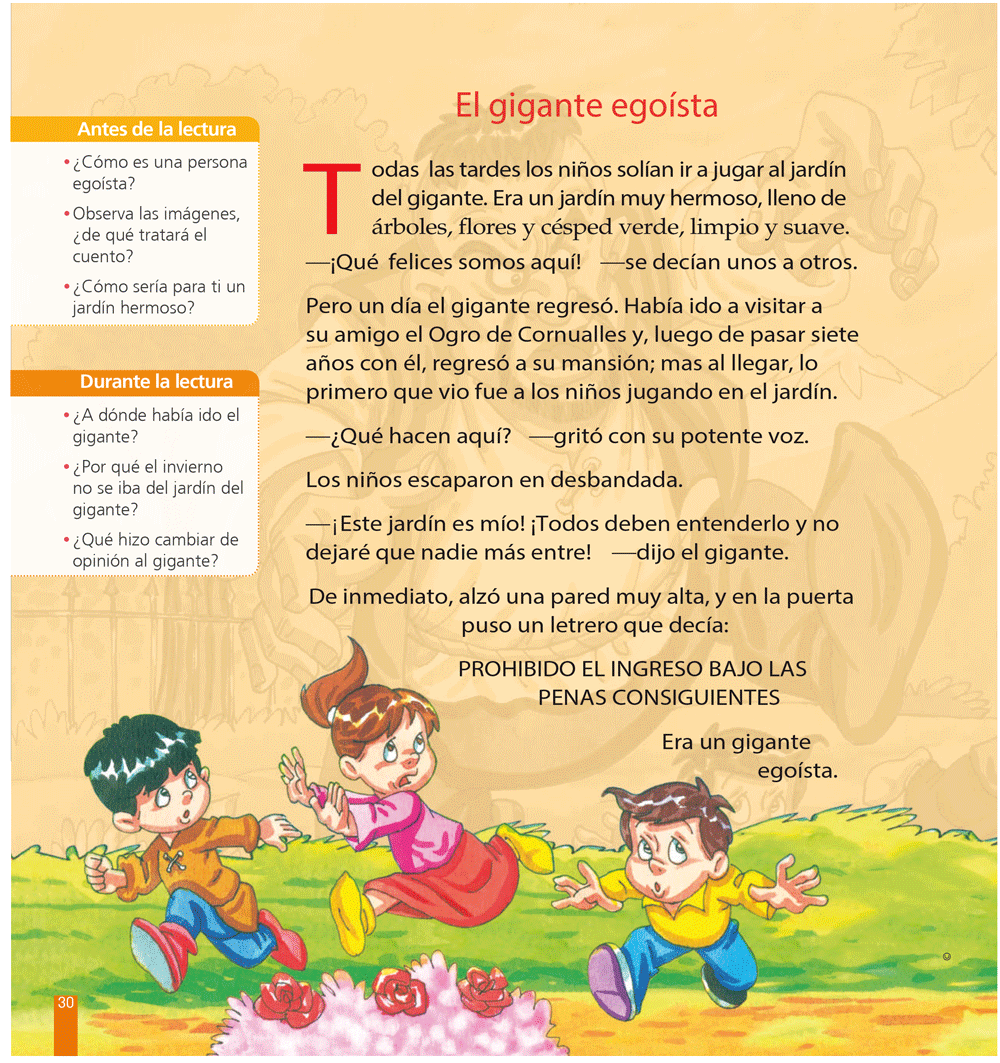 El gigante egoísta
Antes de la lectura
• ¿Cómo es una persona
egoísta?
• Observa las imágenes,
¿de qué tratará el
cuento?
• ¿Cómo sería para ti un
jardín hermoso?
Durante la lectura
• ¿A dónde había ido el
gigante?
• ¿Por qué el invierno
no se iba del jardín del
gigante?
• ¿Qué hizo cambiar de
opinión al gigante?
Todas las tardes los niños solían ir a jugar al jardín
del gigante. Era un jardín muy hermoso, lleno de
árboles, flores y césped verde, limpio y suave.
—¡Qué felices somos aquí! —se decían unos a otros.
Pero un día el gigante regresó. Había ido a visitar a
su amigo el Ogro de Cornualles y, luego de pasar siete
años con él, regresó a su mansión; mas al llegar, lo
primero que vio fue a los niños jugando en el jardín.
—¿Qué hacen aquí? —gritó con su potente voz.
Los niños escaparon en desbandada.
—¡Este jardín es mío! ¡Todos deben entenderlo y no
dejaré que nadie más entre! —dijo el gigante.
De inmediato, alzó una pared muy alta, y en la puerta
puso un letrero que decía:
PROHIBIDO EL INGRESO BAJO LAS
PENAS CONSIGUIENTES
Era un gigante
egoísta.
30